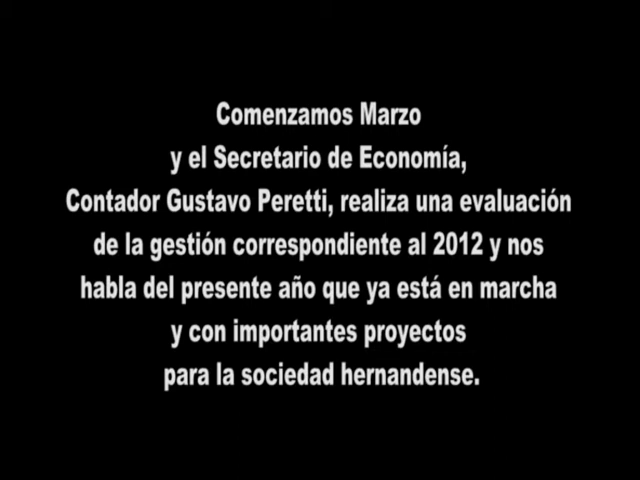 Comenzamos Marzo
y el Secretario de Economía,
Contador Gustavo Peretti, realiza una evaluación
de la gestión correspondiente al 2012 y nos
habla del presente año que ya está en marcha
y con importantes proyectos
para la sociedad hernandense.